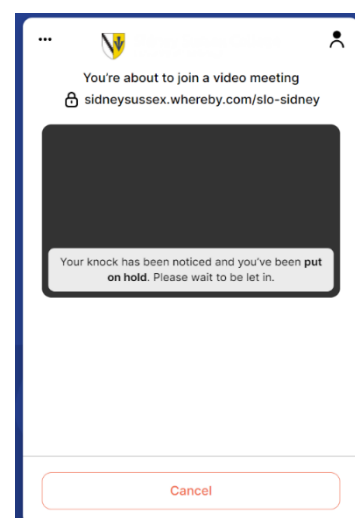 You're about to join a video meeting
sidneysussex.whereby.com/slo-sidney
Your knock has been noticed and you've been put
on hold. Please wait to be let in.
Cancel